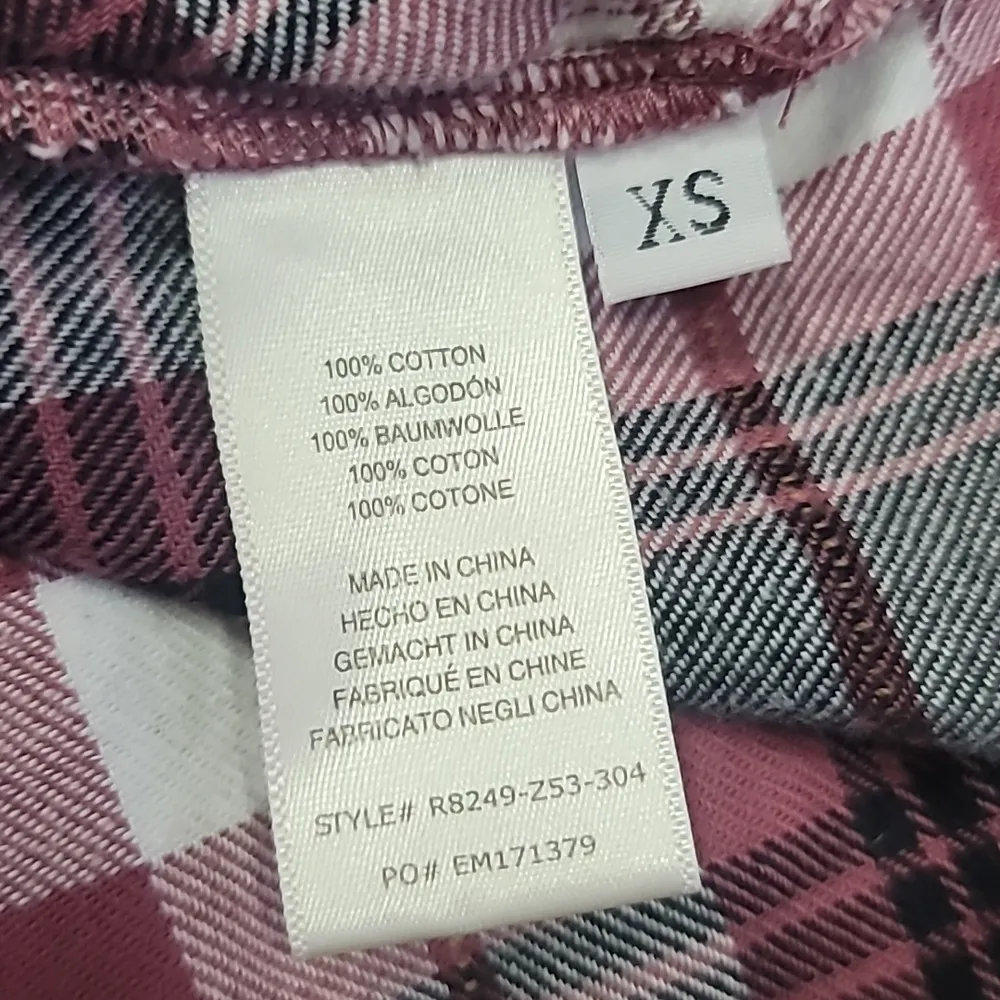 XS
100% COTTON
100% ALGODÓN
100% BAUMWOLLE
100% COTON
100% COTONE
MADE IN CHINA
HECHO EN CHINA
GEMACHT IN CHINA
FABRIQUÉ EN CHINE
FABRICATO NEGLI CHINA
STYLE# R8249-Z53-304
PO# EM171379